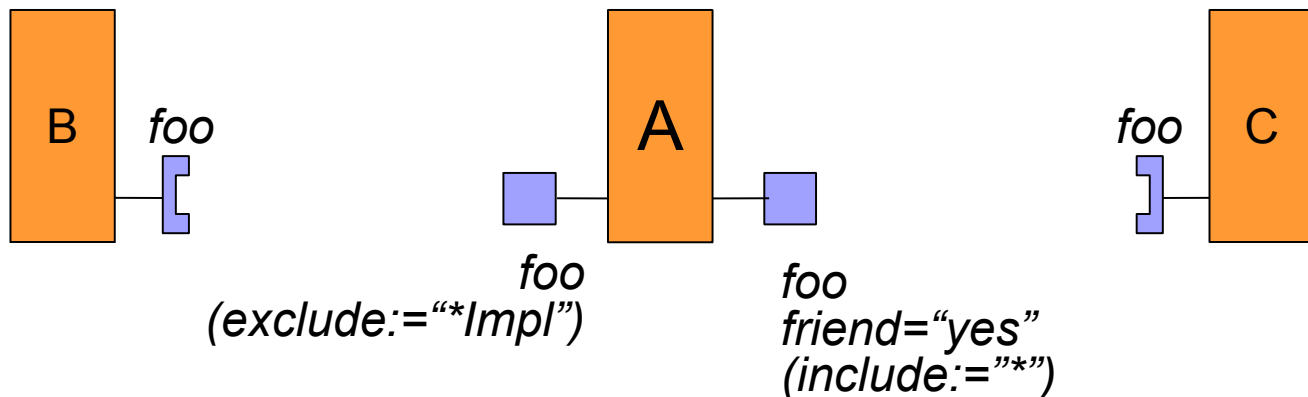 B
foo
A
foo
C
foo
(exclude:=“*Impl”)
foo
friend=“yes”
(include:=”*”)